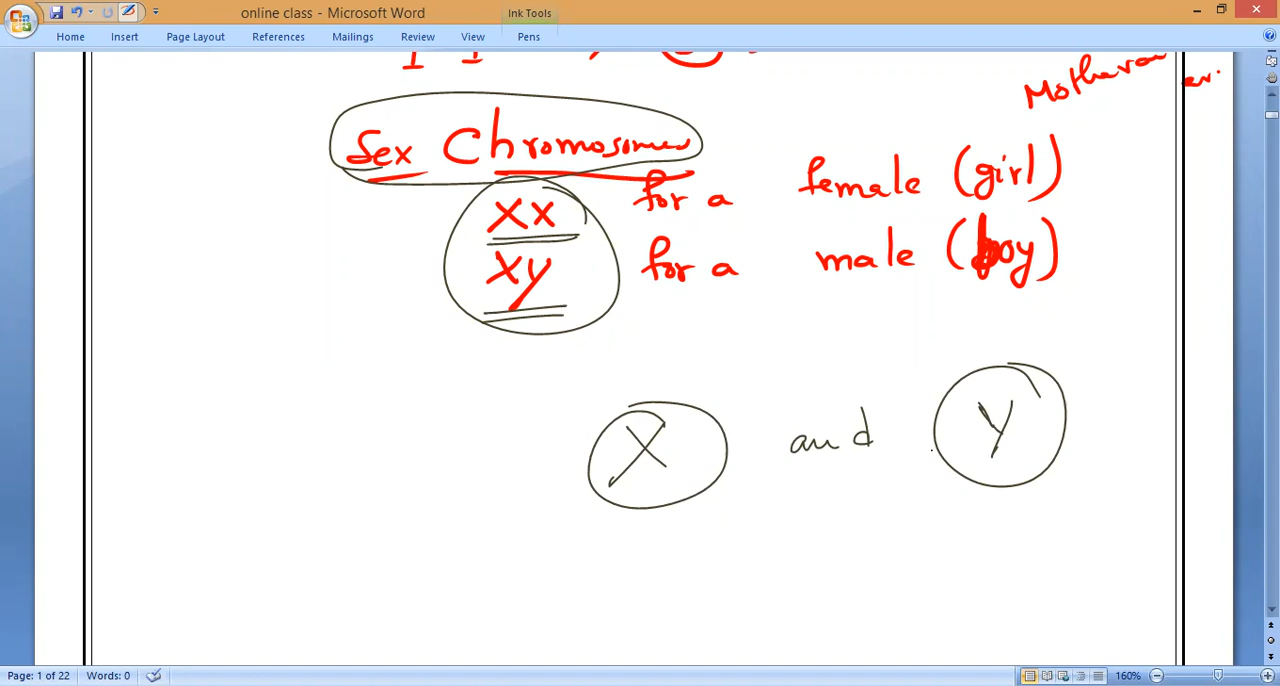 online class - Microsoft Word
Ink Tools
Home Insert Page Layout References Mailings Review View Pens
Sex Chromosomes
Xx for a female (girl)
Xy for a male (boy)
X and Y
Page: 1 of 22 Words: 0 160%